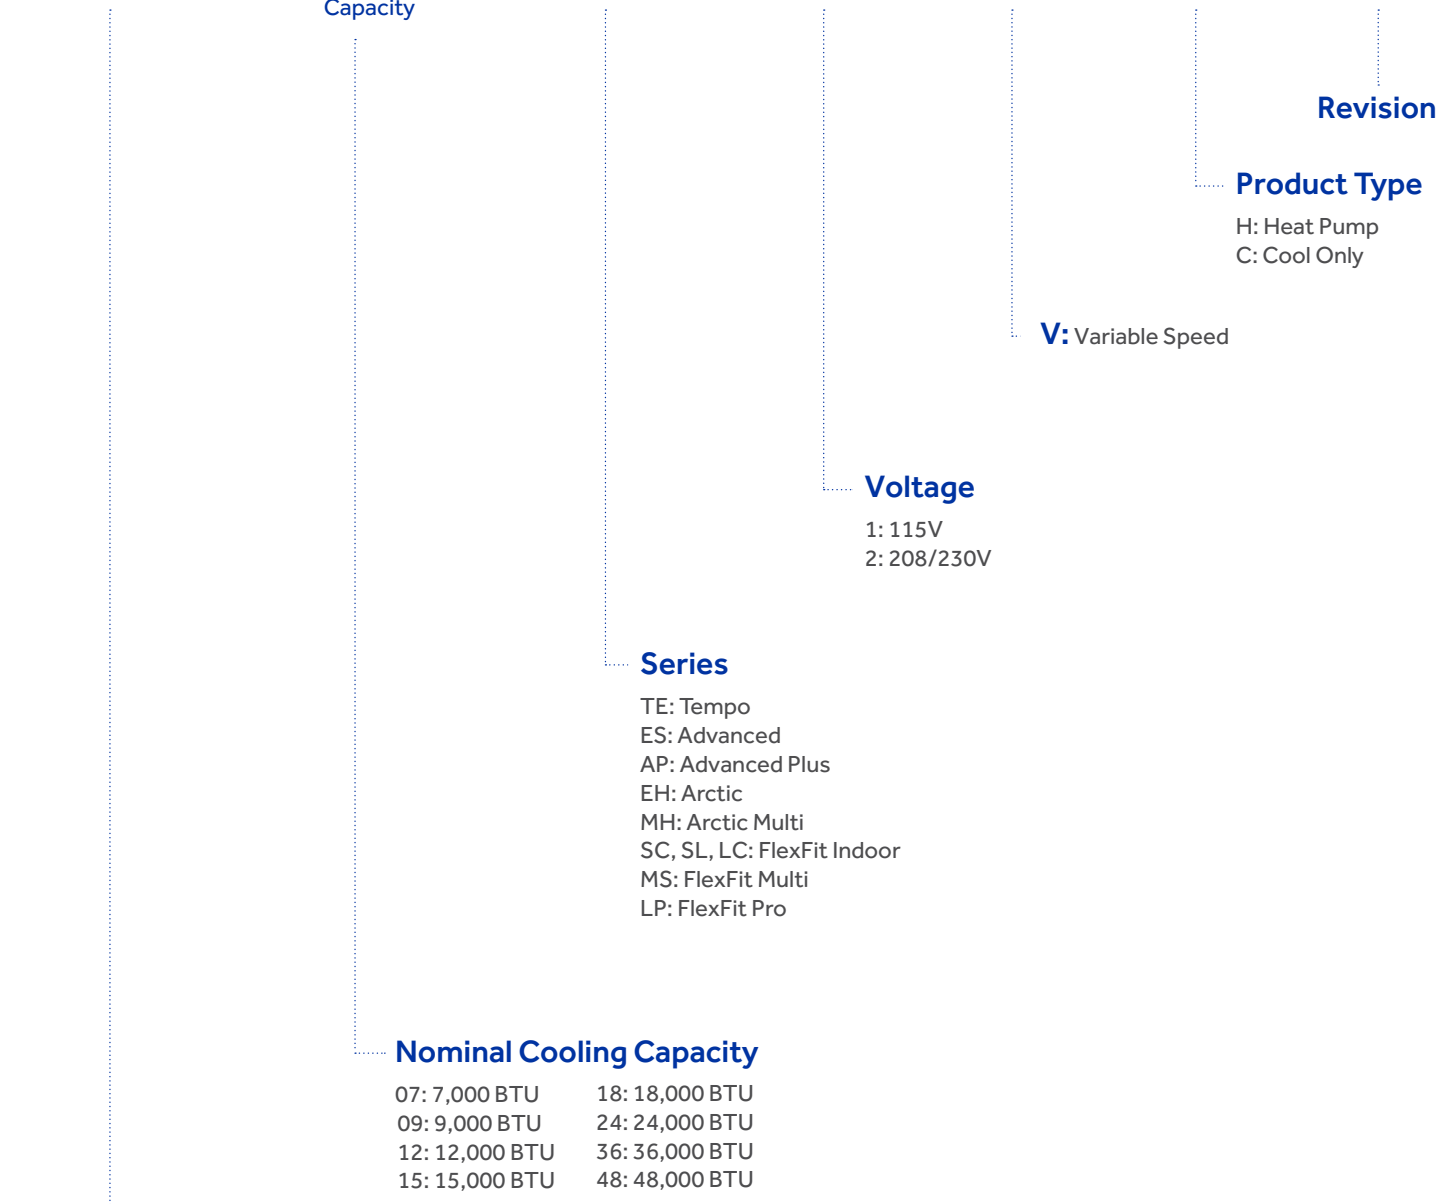 Capacity
Revision
Product Type
H: Heat Pump
C: Cool Only
V: Variable Speed
Voltage
1: 115V
2: 208/230V
Series
TE: Tempo
ES: Advanced
AP: Advanced Plus
EH: Arctic
MH: Arctic Multi
SC, SL, LC: FlexFit Indoor
MS: FlexFit Multi
LP: FlexFit Pro
Nominal Cooling Capacity
07: 7,000 BTU
09: 9,000 BTU
12: 12,000 BTU
15: 15,000 BTU
18: 18,000 BTU
24: 24,000 BTU
36: 36,000 BTU
48: 48,000 BTU